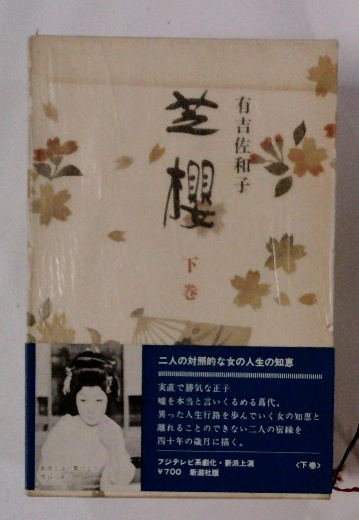 有吉佐和子
芝櫻
下巻
二人の対照的な女の人生の知恵
実直で勝気な正子
嘘を本当と言いくるめる蔦代。
異った人生行路を歩んでいく女の知恵と
離れることのできない二人の宿縁を
四十年の歳月に描く。
フジテレビ系劇化・新派上演
¥700 新潮社版
〈下巻〉